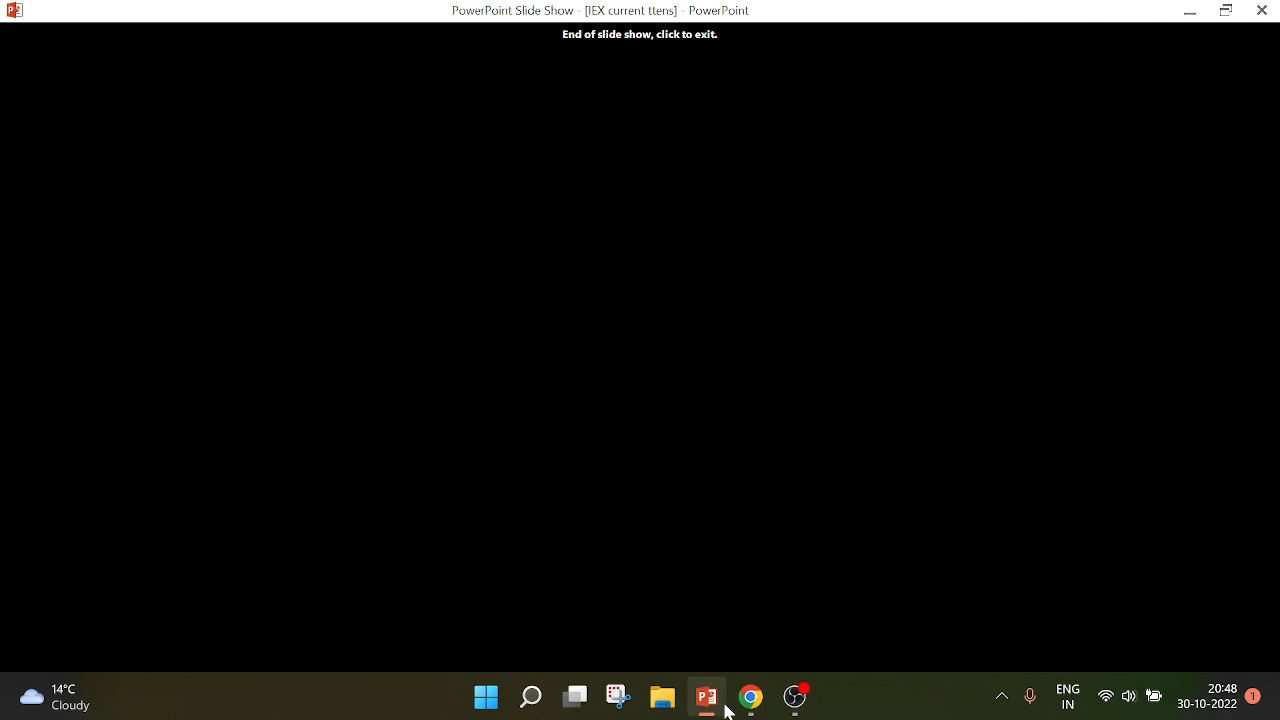 PowerPoint Slide Show - [IEX current ttens] - PowerPoint
End of slide show, click to exit.
14°C
Cloudy
ENG
IN
20:48
30-10-2022
1